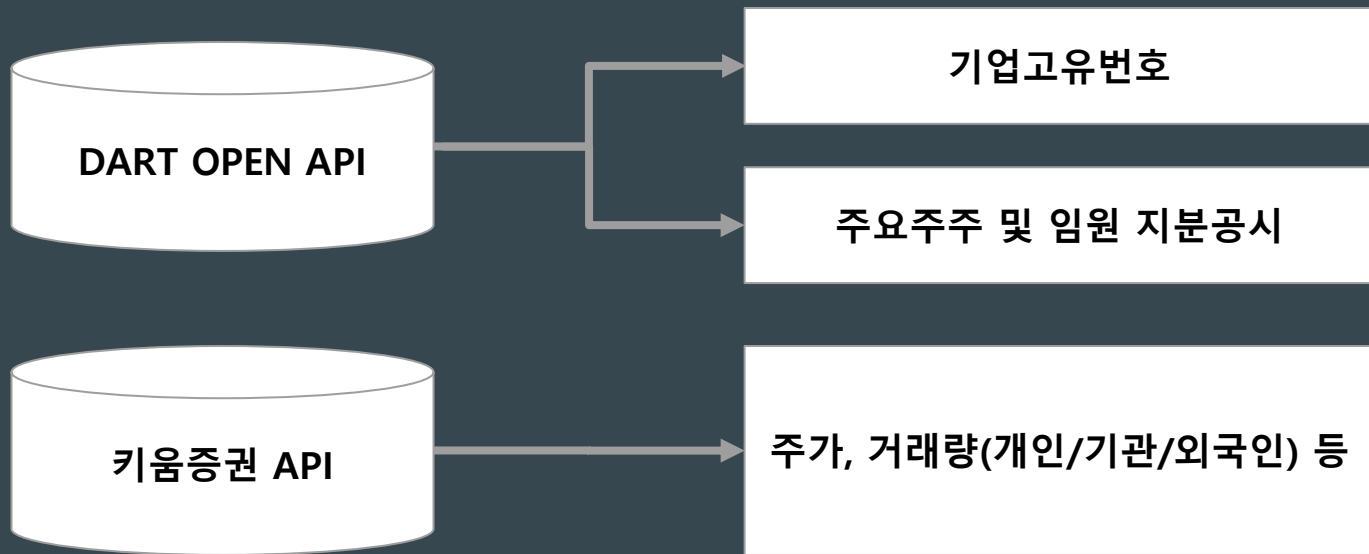 기업고유번호
DART OPEN API
주요주주 및 임원 지분공시
키움증권 API
주가, 거래량(개인/기관/외국인) 등